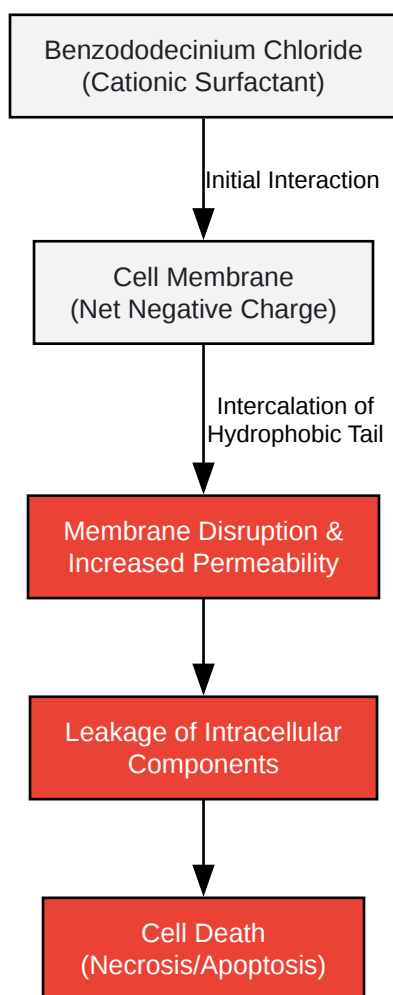 Benzododecinium Chloride
(Cationic Surfactant)
Initial Interaction
Cell Membrane
(Net Negative Charge)
Intercalation of
Hydrophobic Tail
Membrane Disruption &
Increased Permeability
Leakage of Intracellular
Components
Cell Death
(Necrosis/Apoptosis)